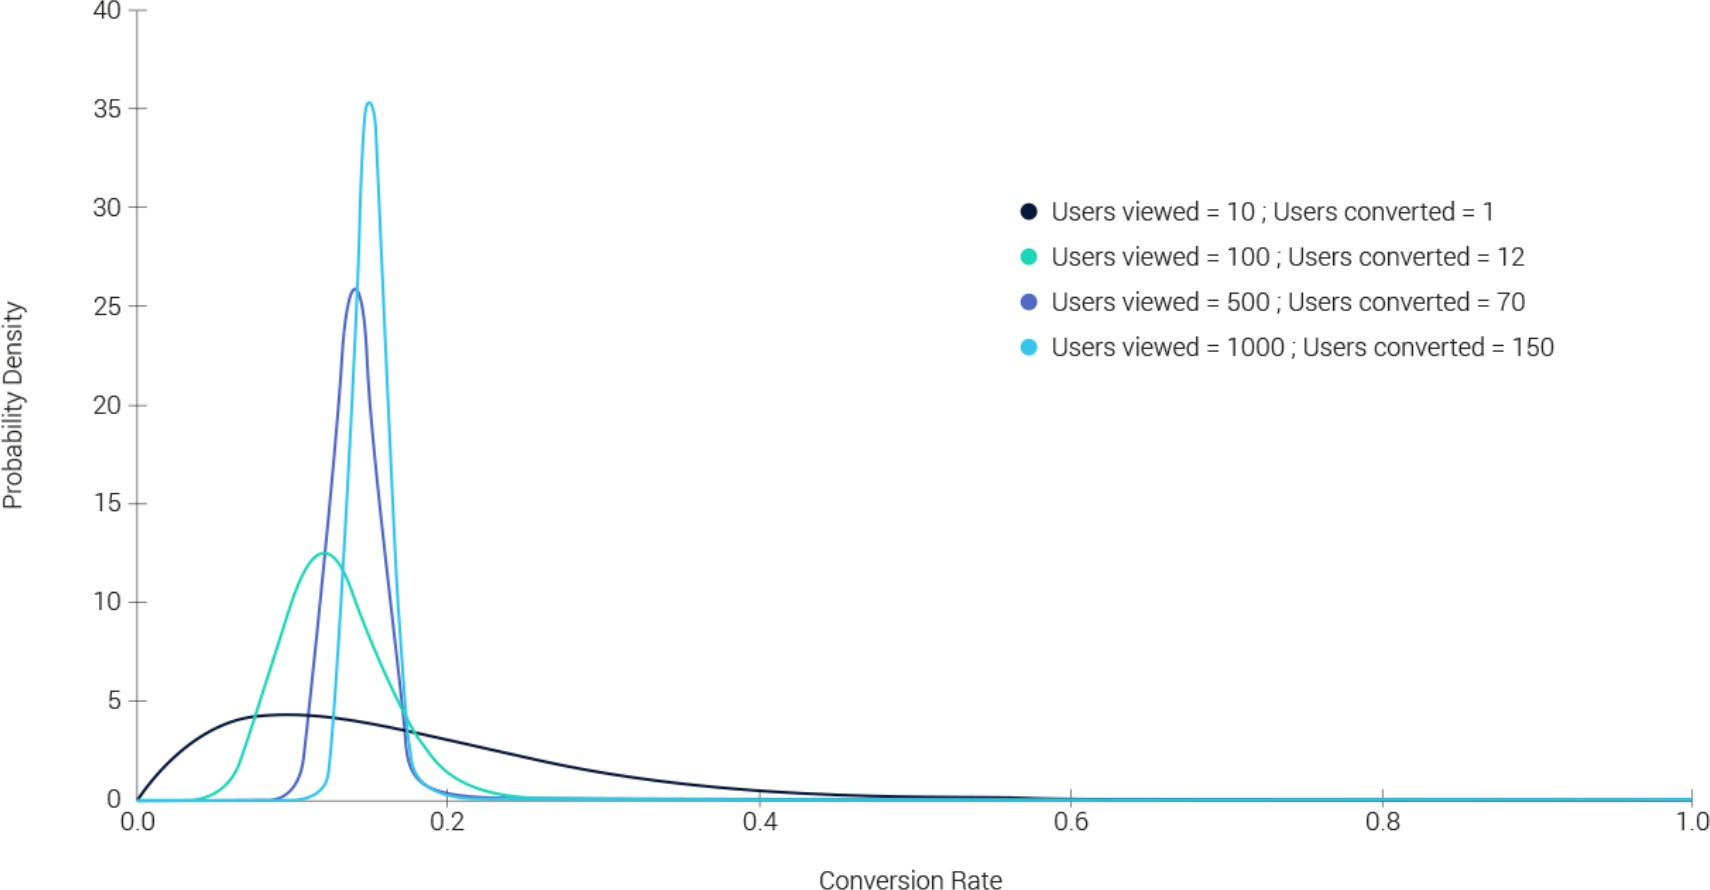 40
35
30
25
20
15
10
5
0
0.0 0.2 0.4 0.6 0.8 1.0
Probability Density
Conversion Rate
Users viewed = 10 ; Users converted = 1
Users viewed = 100 ; Users converted = 12
Users viewed = 500 ; Users converted = 70
Users viewed = 1000 ; Users converted = 150